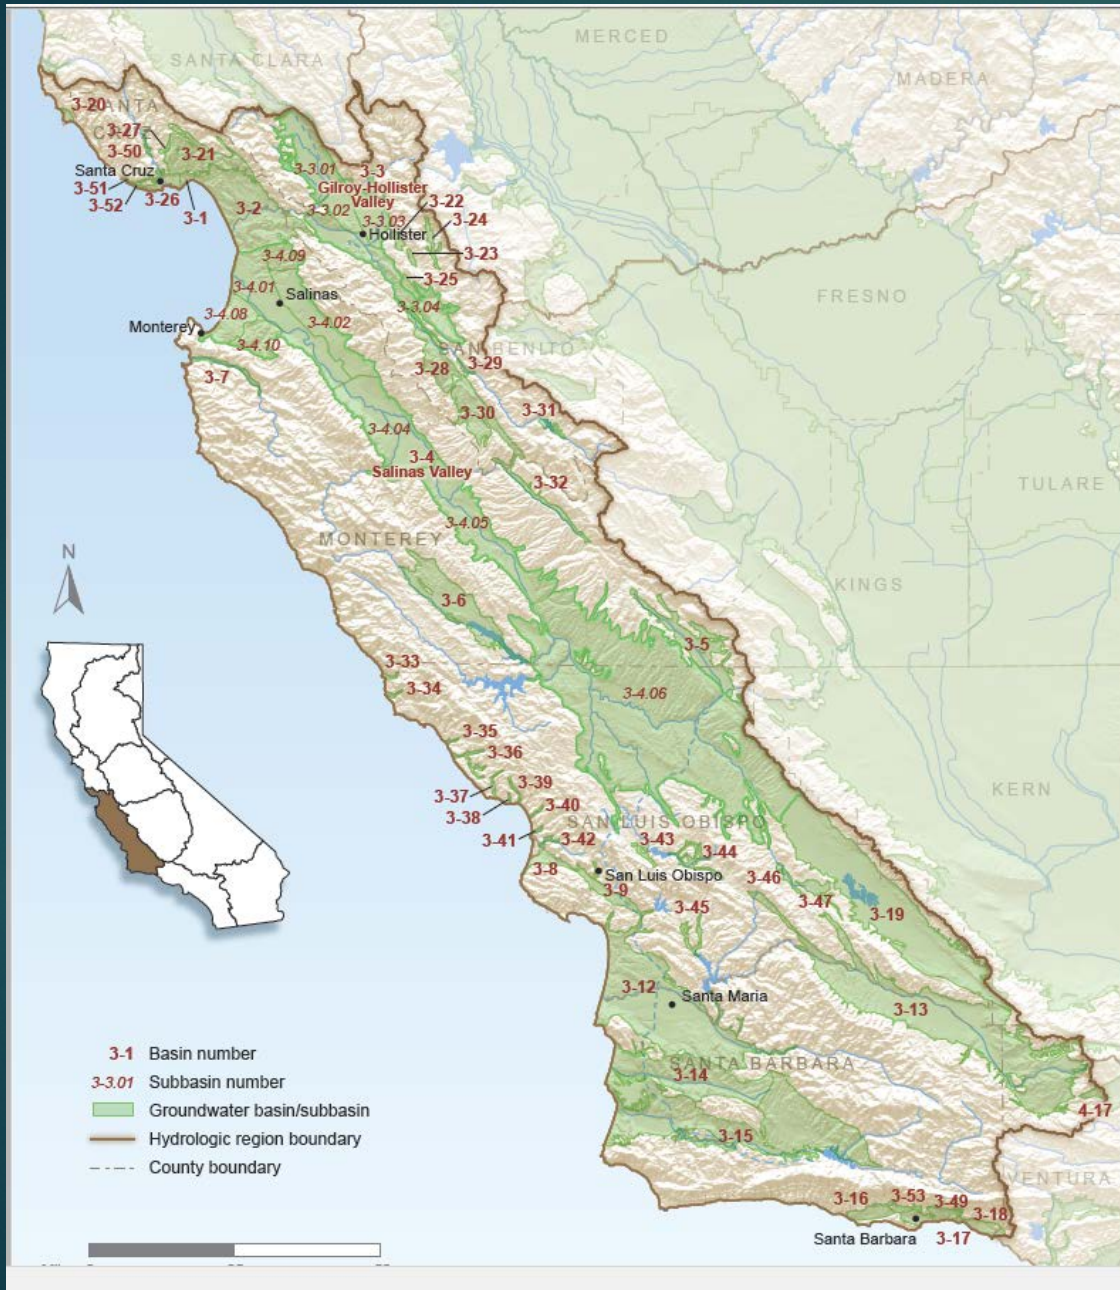 MERCED
SANTA CLARA
MADERA
3-20
3-27
3-50
3-21
3-3.01
3-3
Gilroy-Hollister
Valley
Santa Cruz
3-51
3-52
3-26
3-1
3-2
3-3.02
3-3.03
3-22
3-24
Hollister
3-23
3-4.09
3-25
3-4.01
Salinas
3-3.04
FRESNO
3-4.08
3-4.02
Monterey
3-4.10
SAN BENITO
3-7
3-28
3-29
3-30
3-31
3-4.04
3-4
Salinas Valley
3-32
TULARE
3-4.05
MONTEREY
N
KINGS
3-6
3-5
3-33
3-34
3-4.06
3-35
3-36
KERN
3-39
3-37
3-38
3-40
SAN LUIS OBISPO
3-41
3-42
3-43
3-44
3-8
San Luis Obispo
3-46
3-9
3-47
3-45
3-19
3-12
Santa Maria
3-13
3-1 Basin number
3-3.01 Subbasin number
Groundwater basin/subbasin
Hydrologic region boundary
County boundary
SANTA BARBARA
3-14
4-17
3-15
VENTURA
3-16
3-53
3-49
3-18
Santa Barbara
3-17